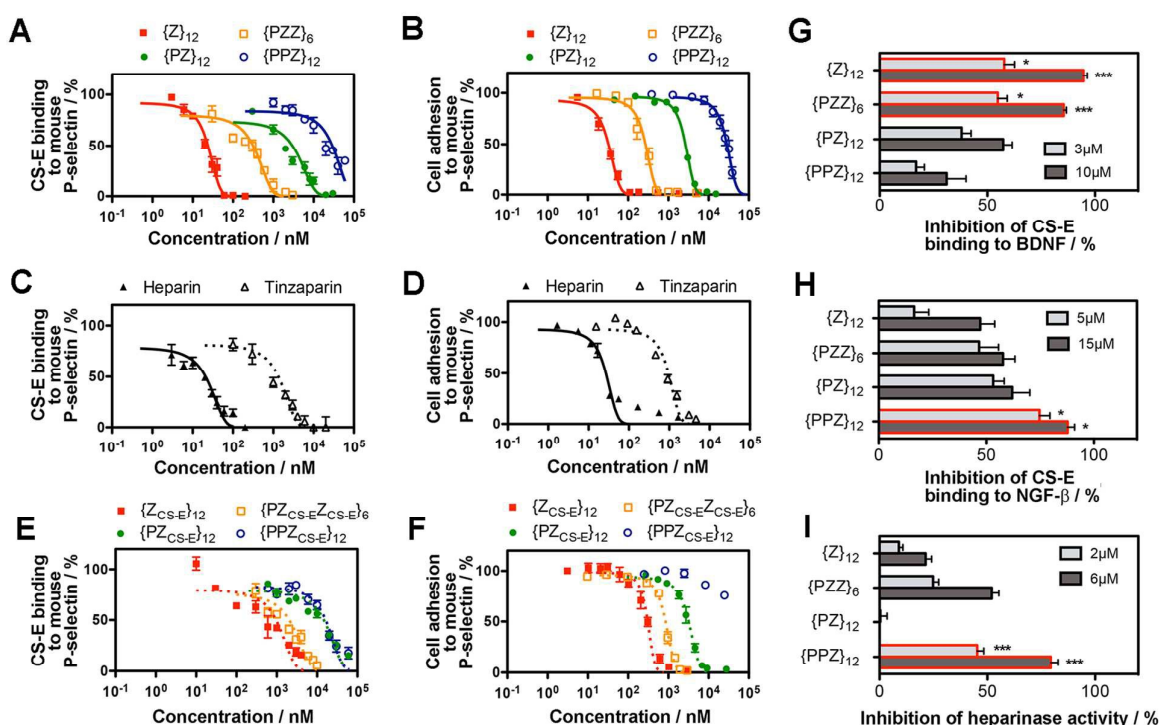 A
{Z}12 {PZZ}6
{PZ}12 {PPZ}12
CS-E binding
to mouse
P-selectin / %
100
50
0
10-1 100 101 102 103 104 105
Concentration / nM
B
{Z}12 {PZZ}6
{PZ}12 {PPZ}12
Cell adhesion
to mouse
P-selectin / %
100
50
0
10-1 100 101 102 103 104 105
Concentration / nM
G
{Z}12
{PZZ}6
{PZ}12
{PPZ}12
*
***
*
***
3µM
10µM
0 50 100
Inhibition of CS-E
binding to BDNF / %
C
Heparin Tinzaparin
CS-E binding
to mouse
P-selectin / %
100
50
0
10-1 100 101 102 103 104 105
Concentration / nM
D
Heparin Tinzaparin
Cell adhesion
to mouse
P-selectin / %
100
50
0
10-1 100 101 102 103 104 105
Concentration / nM
H
{Z}12
{PZZ}6
{PZ}12
{PPZ}12
5µM
15µM
*
*
0 50 100
Inhibition of CS-E
binding to NGF-β / %
E
{ZCS-E}12 {PZCS-EZCS-E}6
{PZCS-E}12 {PPZCS-E}12
CS-E binding
to mouse
P-selectin / %
100
50
0
10-1 100 101 102 103 104 105
Concentration / nM
F
{ZCS-E}12 {PZCS-EZCS-E}6
{PZCS-E}12 {PPZCS-E}12
Cell adhesion
to mouse
P-selectin / %
100
50
0
10-1 100 101 102 103 104 105
Concentration / nM
I
{Z}12
{PZZ}6
{PZ}12
{PPZ}12
2µM
6µM
***
***
0 50 100
Inhibition of heparinase activity / %